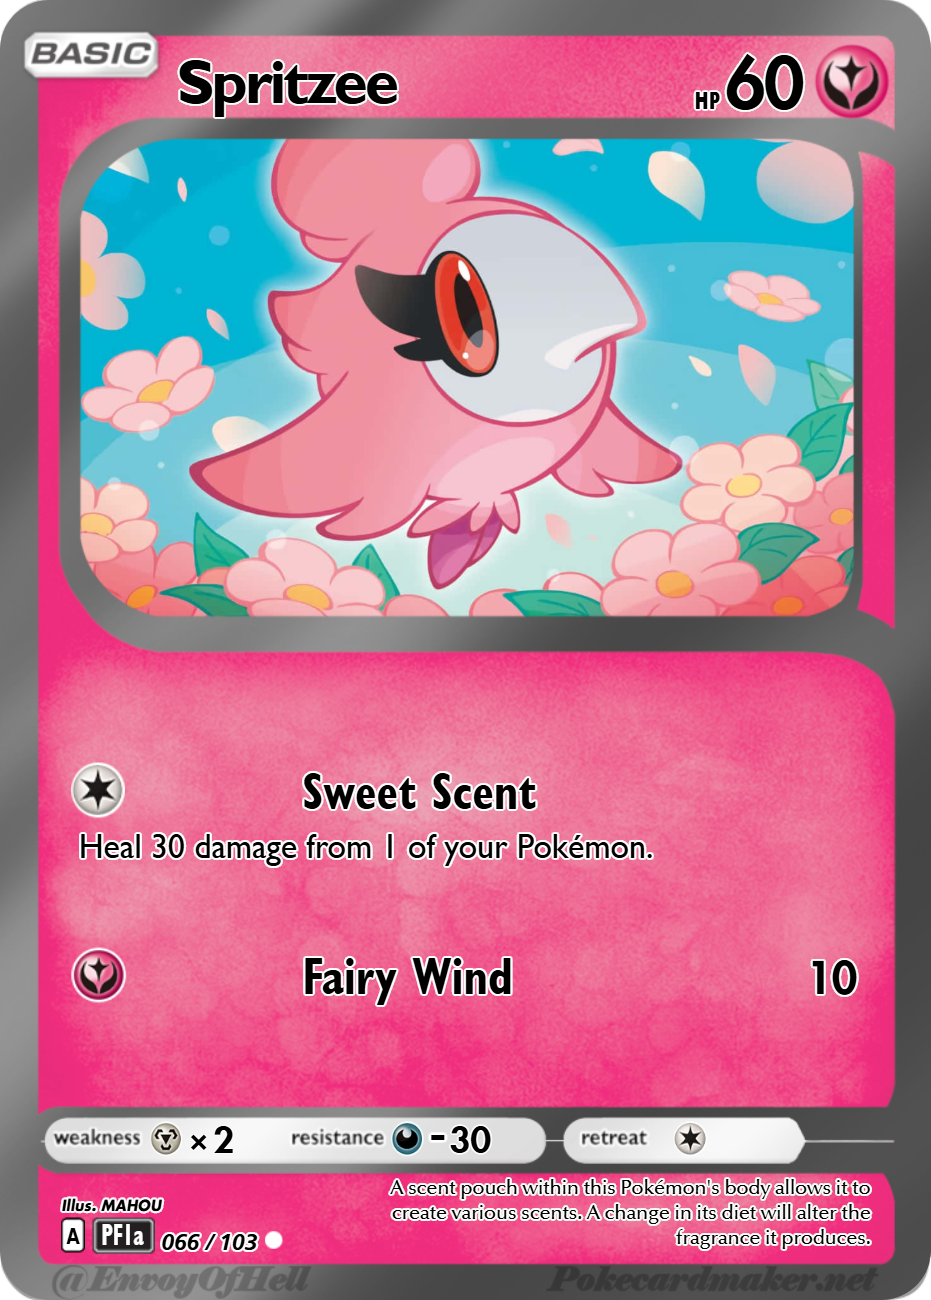 BASIC
Spritzee
HP 60
Sweet Scent
Heal 30 damage from 1 of your Pokémon.
Fairy Wind 10
weakness ×2 resistance -30 retreat
Illus. MAHOU
A scent pouch within this Pokémon's body allows it to
create various scents. A change in its diet will alter the
fragrance it produces.
A PFla 066 / 103
@EnvoyOfHell Pokecardmaker.net